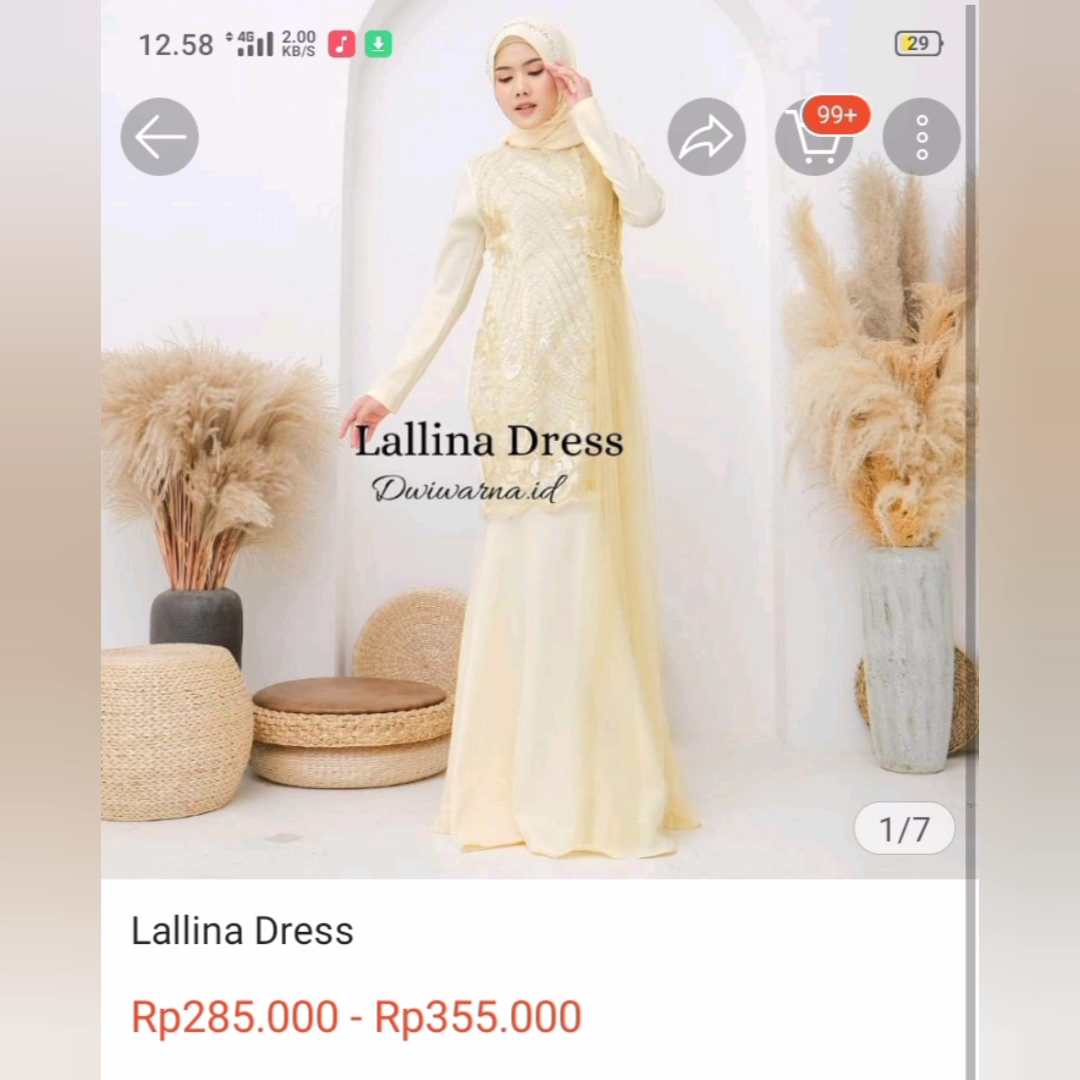 12.58 4G 2.00 KB/S 29
99+
Lallina Dress
Dwiwarna.id
1/7
Lallina Dress
Rp285.000 - Rp355.000